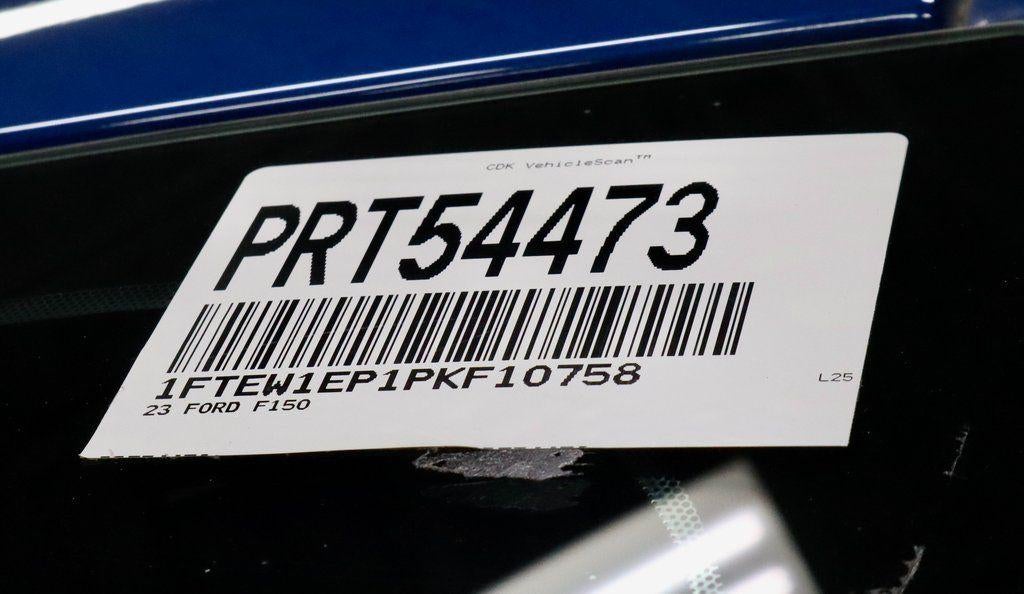 CDK VehicleScan™
PRT54473
1FTEW1EP1PKF10758
23 FORD F150
L25